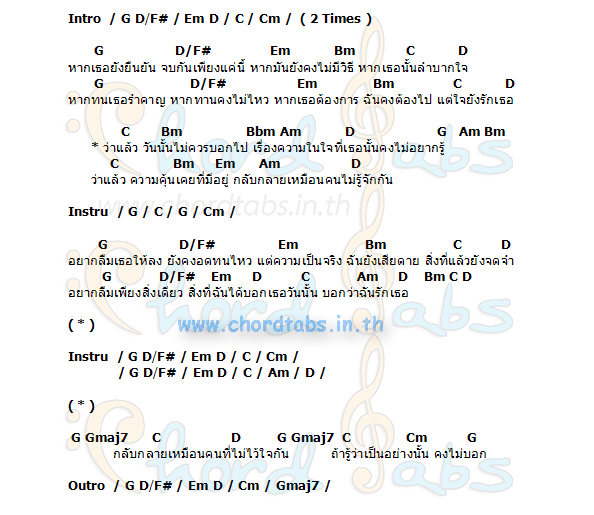 Intro / G D/F# / Em D / C / Cm / ( 2 Times )
G D/F# Em Bm C D
หากเธอยังยืนยัน จบกันเพียงแค่นี้ หากมันยังคงไม่มีวิธี หากเธอนั้นลำบากใจ
G D/F# Em Bm C D
หากทนเธอรำคาญ หากทานคงไม่ไหว หากเธอต้องการ ฉันคงต้องไป แต่ใจยังรักเธอ
C Bm Bbm Am D G Am Bm
* ว่าแล้ว วันนั้นไม่ควรบอกไป เรื่องความในใจที่เธอนั้นคงไม่อยากรู้
C Bm Em Am D
ว่าแล้ว ความคุ้นเคยที่มีอยู่ กลับกลายเหมือนคนไม่รู้จักกัน
www.chordtabs.in.th
Instru / G / C / G / Cm /
G D/F# Em Bm C D
อยากลืมเธอให้ลง ยังคงอดทนไหว แต่ความเป็นจริง ฉันยังเสียดาย สิ่งที่แล้วยังจดจำ
G D/F# Em D C Am D Bm C D
อยากลืมเพียงสิ่งเดียว สิ่งที่ฉันได้บอกเธอวันนั้น บอกว่าฉันรักเธอ
( * ) www.chordtabs.in.th
Chord Tabs
Instru / G D/F# / Em D / C / Cm /
/ G D/F# / Em D / C / Am / D /
( * )
G Gmaj7 C D G Gmaj7 C Cm G
กลับกลายเหมือนคนที่ไม่ไว้ใจกัน ถ้ารู้ว่าเป็นอย่างนั้น คงไม่บอก
Chord Tabs
Outro / G D/F# / Em D / Cm / Gmaj7 /